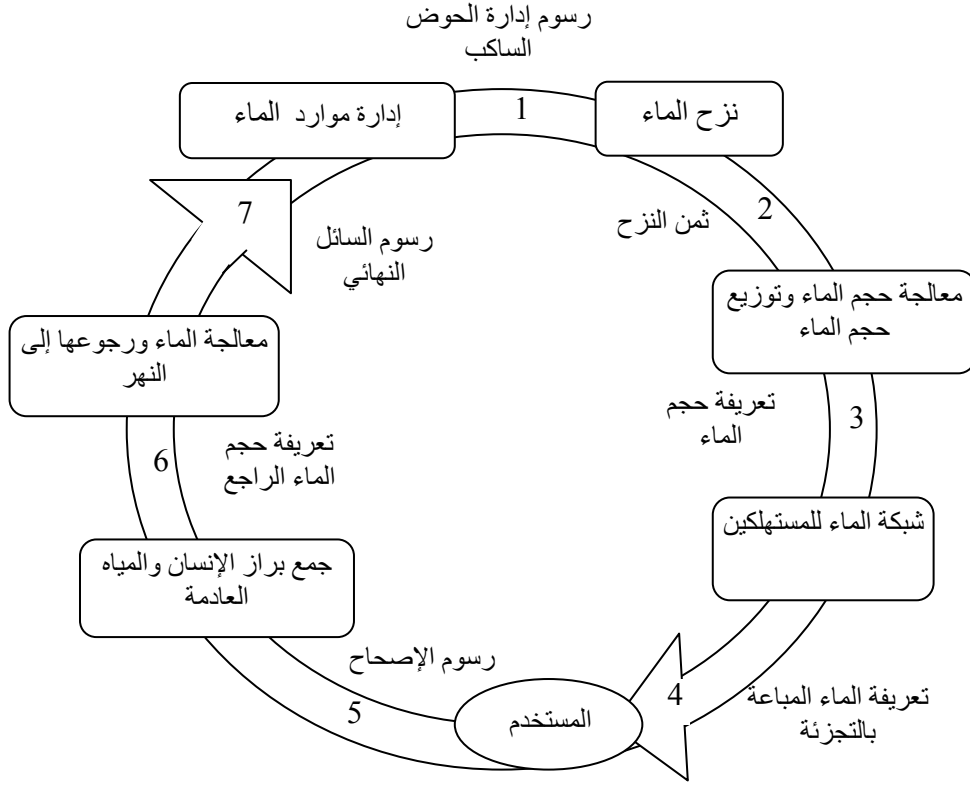 رسوم إدارة الحوض
الساكب
إدارة موارد الماء
1
نزح الماء
2
ثمن النزح
معالجة حجم الماء وتوزيع
حجم الماء
3
تعريفة حجم
الماء
شبكة الماء للمستهلكين
4
تعريفة الماء المباعة
بالتجزئة
المستخدم
5
رسوم الإصحاح
جمع براز الإنسان والمياه
العادمة
6
تعريفة حجم
الماء الراجع
معالجة الماء ورجوعها إلى
النهر
7
رسوم السائل
النهائي